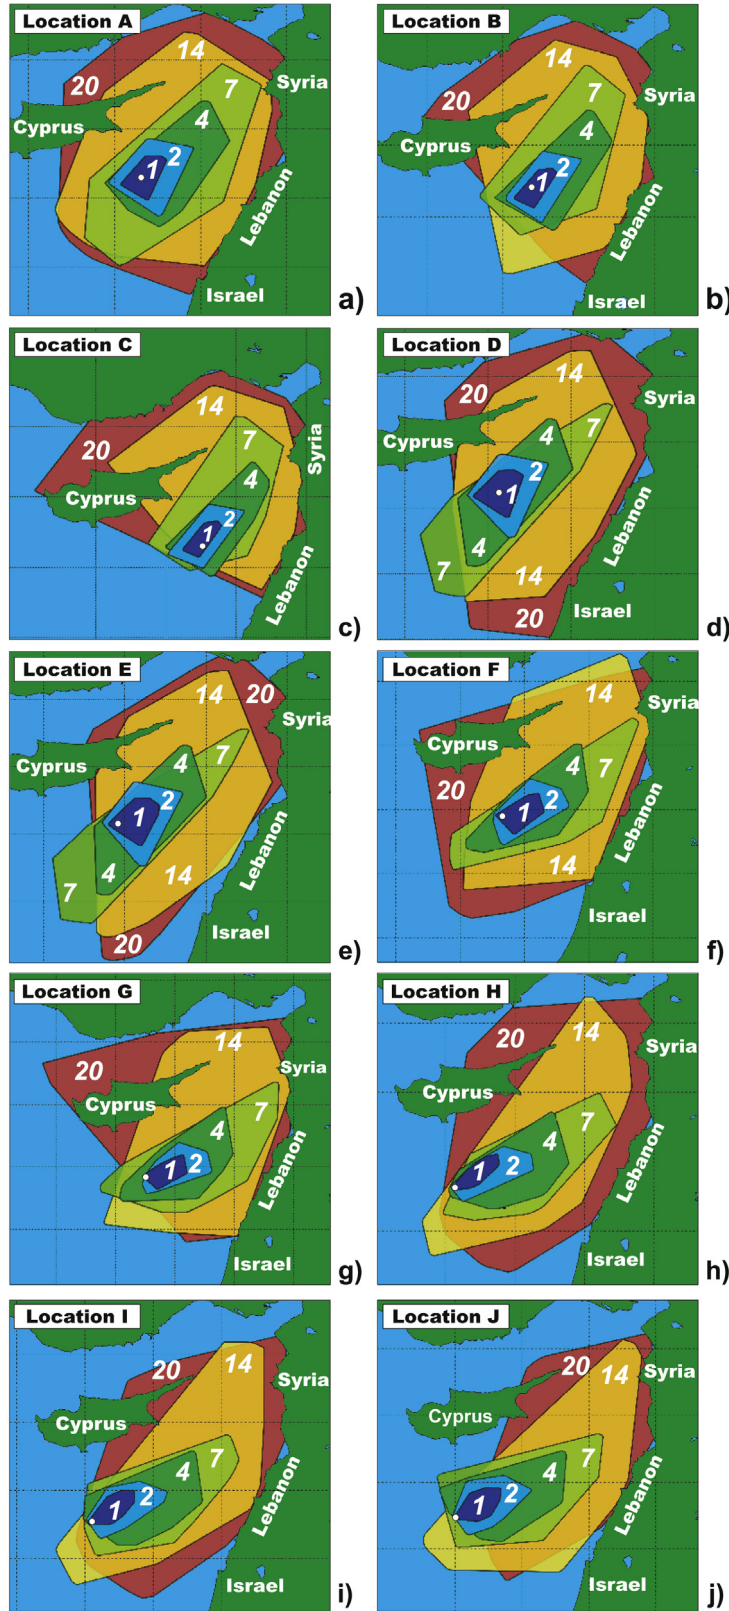 Location A
14
20
7
Syria
4
Cyprus
2
1
Lebanon
Israel
a)
Location B
14
20
7
Syria
4
Cyprus
2
1
Lebanon
Israel
b)
Location C
14
20
7
Syria
4
Cyprus
2
1
Lebanon
c)
Location D
14
20
7
Syria
4
Cyprus
2
1
Lebanon
4
7
14
Israel
20
d)
Location E
14
20
Syria
7
4
Cyprus
2
1
Lebanon
4
7
14
Israel
20
e)
Location F
14
Syria
Cyprus
4
7
20
2
1
Lebanon
14
Israel
f)
Location G
14
20
Syria
Cyprus
7
4
2
1
Lebanon
Israel
g)
Location H
20
14
Syria
Cyprus
7
4
2
1
Lebanon
Israel
h)
Location I
20
14
Syria
Cyprus
7
4
2
1
Lebanon
Israel
i)
Location J
20
14
Syria
Cyprus
7
4
2
1
Lebanon
Israel
j)